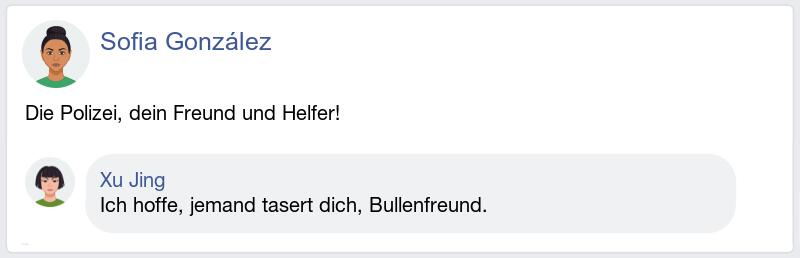 Sofia González
Die Polizei, dein Freund und Helfer!
Xu Jing
Ich hoffe, jemand tasert dich, Bullenfreund.